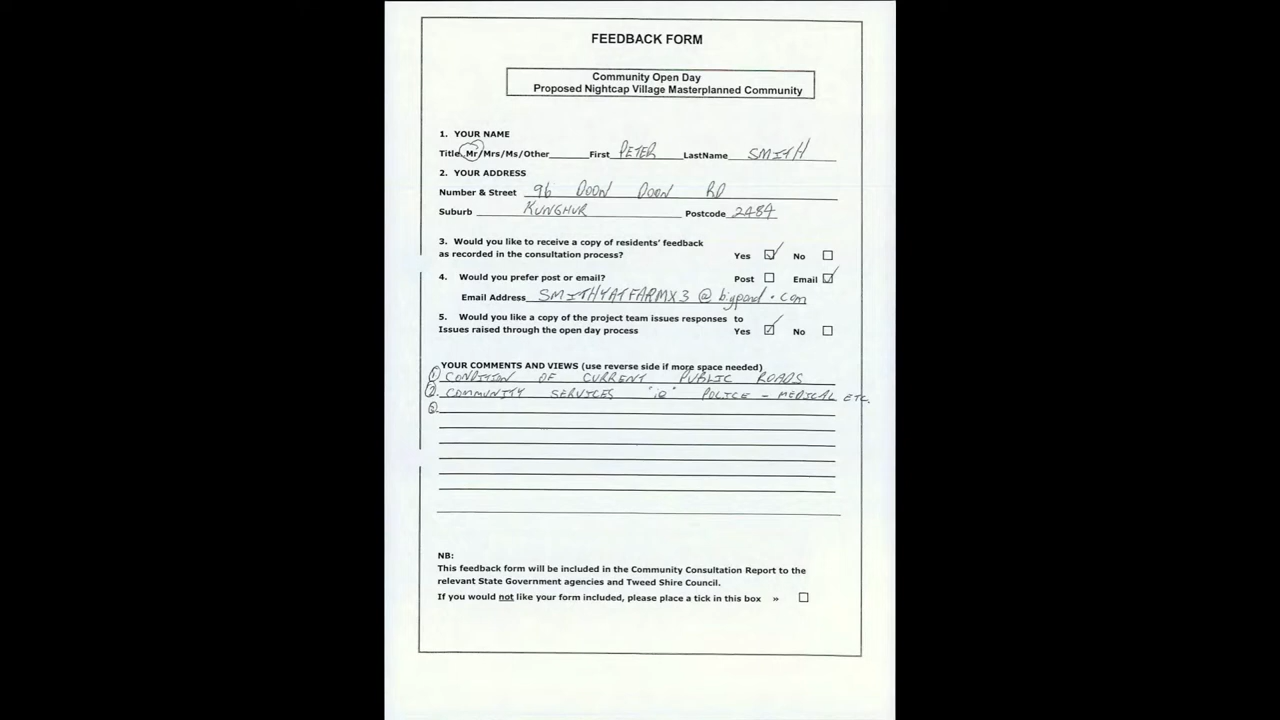 FEEDBACK FORM
Community Open Day
Proposed Nightcap Village Masterplanned Community
1. YOUR NAME
Title Mr/Mrs/Ms/Other______ First PETER LastName SMITH
2. YOUR ADDRESS
Number & Street 96 DOON DOON RD
Suburb KUNGHUR Postcode 2484
3. Would you like to receive a copy of residents' feedback
as recorded in the consultation process? Yes ☑ No ☐
4. Would you prefer post or email? Post ☐ Email ☑
Email Address SMITHYATFARMX3@bigpond.com
5. Would you like a copy of the project team issues responses to
Issues raised through the open day process Yes ☑ No ☐
YOUR COMMENTS AND VIEWS (use reverse side if more space needed)
① CONDITION OF CURRENT PUBLIC ROADS
②. COMMUNITY SERVICES "ie" POLICE - MEDICAL ETC.
③.
NB:
This feedback form will be included in the Community Consultation Report to the
relevant State Government agencies and Tweed Shire Council.
If you would not like your form included, please place a tick in this box » ☐